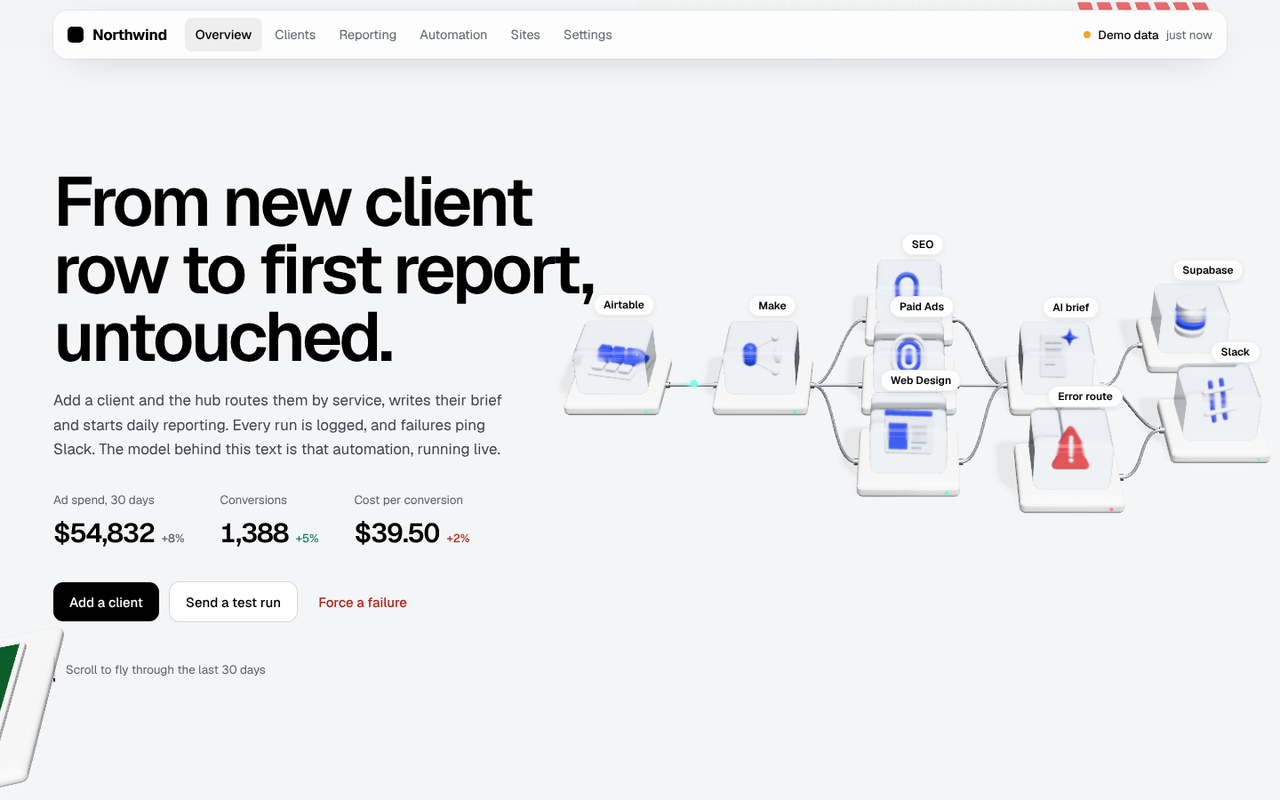 Northwind
Overview
Clients
Reporting
Automation
Sites
Settings
Demo data just now
From new client
row to first report,
untouched.
Add a client and the hub routes them by service, writes their brief
and starts daily reporting. Every run is logged, and failures ping
Slack. The model behind this text is that automation, running live.
Ad spend, 30 days
$54,832 +8%
Conversions
1,388 +5%
Cost per conversion
$39.50 +2%
Add a client
Send a test run
Force a failure
Scroll to fly through the last 30 days
Airtable
Make
SEO
Paid Ads
Web Design
AI brief
Error route
Supabase
Slack